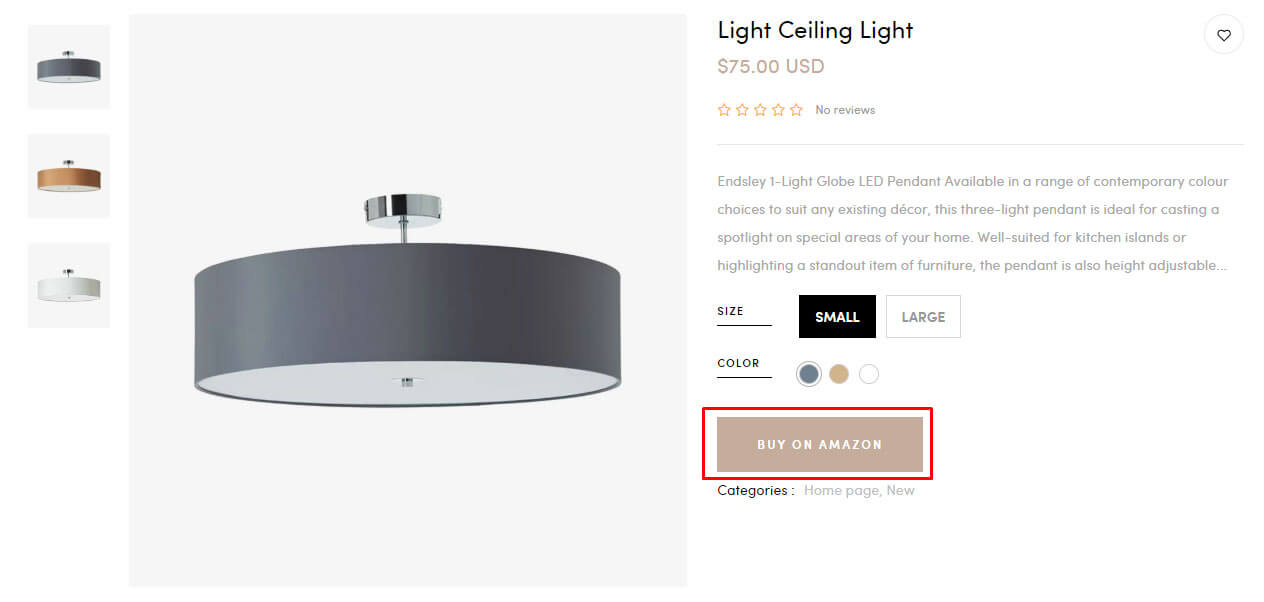 Light Ceiling Light
$75.00 USD
No reviews
Endsley 1-Light Globe LED Pendant Available in a range of contemporary colour
choices to suit any existing décor, this three-light pendant is ideal for casting a
spotlight on special areas of your home. Well-suited for kitchen islands or
highlighting a standout item of furniture, the pendant is also height adjustable...
SIZE
SMALL
LARGE
COLOR
BUY ON AMAZON
Categories : Home page, New